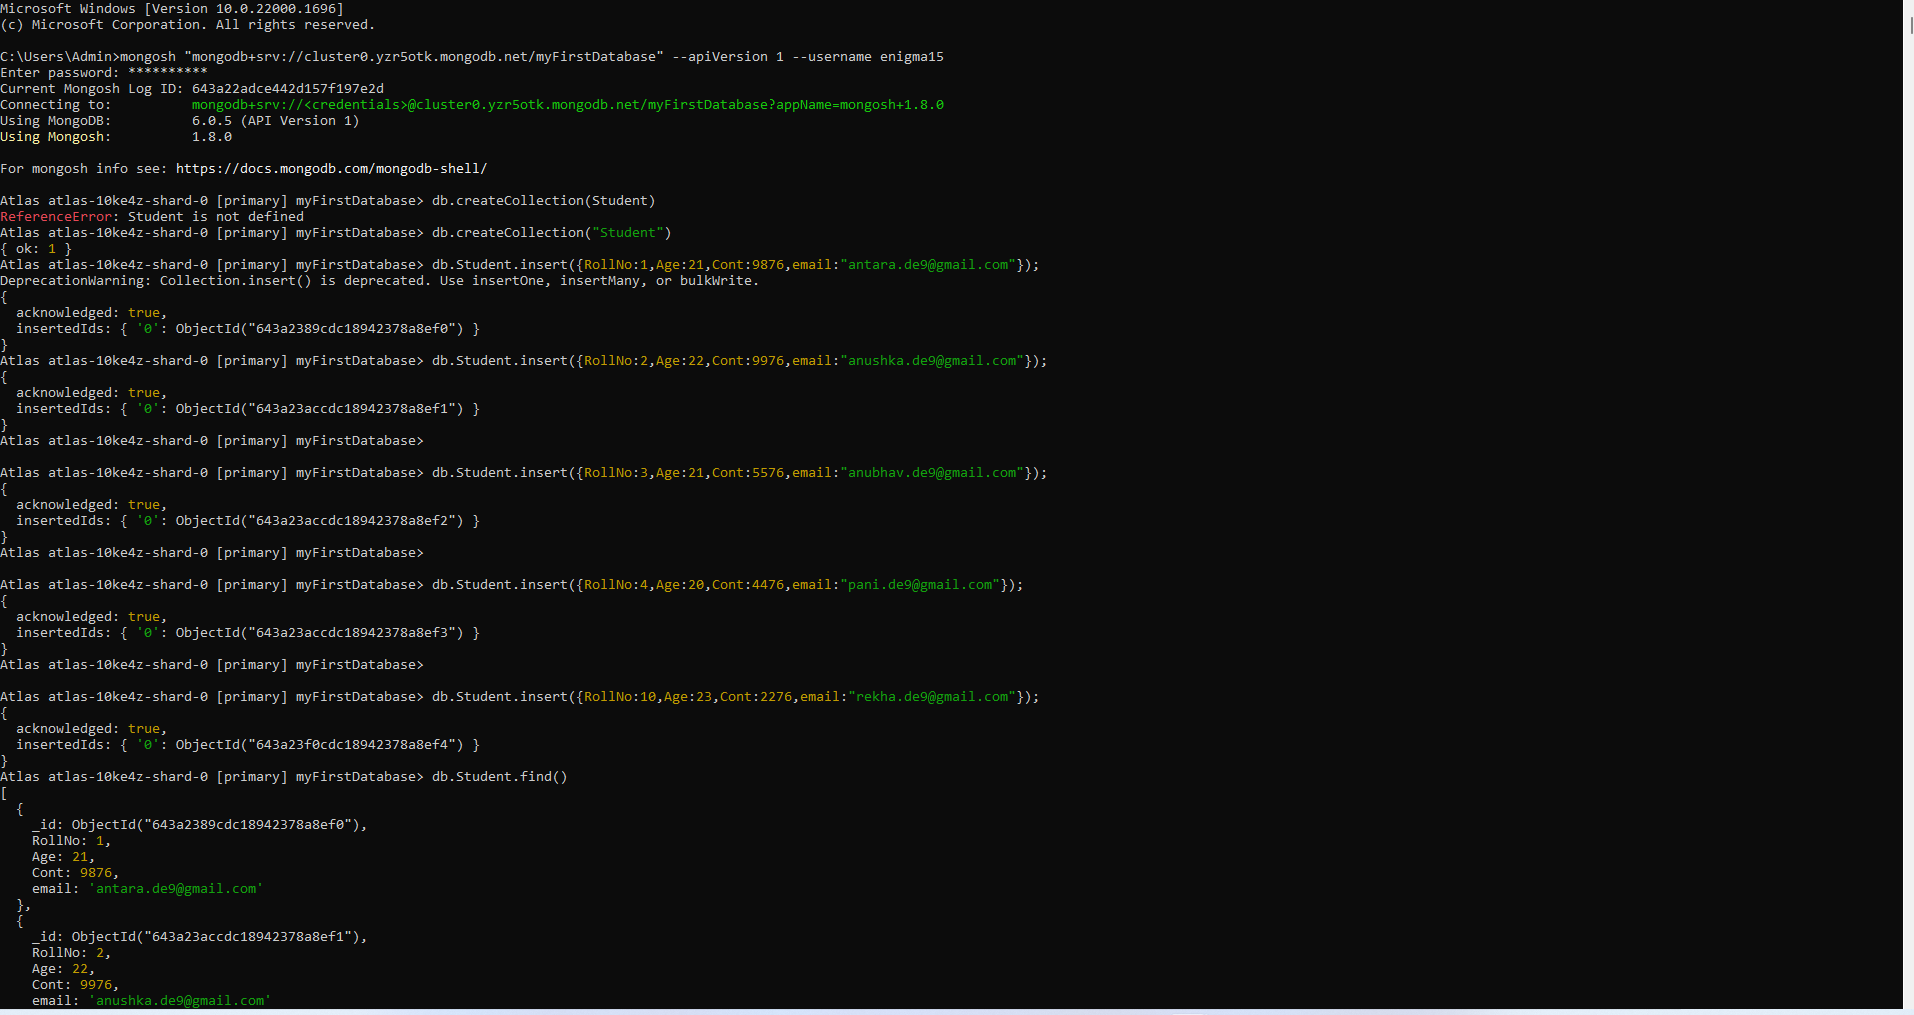 Microsoft Windows [Version 10.0.22000.1696]
(c) Microsoft Corporation. All rights reserved.
C:\Users\Admin>mongosh "mongodb+srv://cluster0.yzr5otk.mongodb.net/myFirstDatabase" --apiVersion 1 --username enigma15
Enter password: **********
Current Mongosh Log ID: 643a22adce442d157f197e2d
Connecting to:          mongodb+srv://<credentials>@cluster0.yzr5otk.mongodb.net/myFirstDatabase?appName=mongosh+1.8.0
Using MongoDB:          6.0.5 (API Version 1)
Using Mongosh:          1.8.0
For mongosh info see: https://docs.mongodb.com/mongodb-shell/
Atlas atlas-10ke4z-shard-0 [primary] myFirstDatabase> db.createCollection(Student)
ReferenceError: Student is not defined
Atlas atlas-10ke4z-shard-0 [primary] myFirstDatabase> db.createCollection("Student")
{ ok: 1 }
Atlas atlas-10ke4z-shard-0 [primary] myFirstDatabase> db.Student.insert({RollNo:1,Age:21,Cont:9876,email:"antara.de9@gmail.com"});
DeprecationWarning: Collection.insert() is deprecated. Use insertOne, insertMany, or bulkWrite.
{
  acknowledged: true,
  insertedIds: { '0': ObjectId("643a2389cdc18942378a8ef0") }
}
Atlas atlas-10ke4z-shard-0 [primary] myFirstDatabase> db.Student.insert({RollNo:2,Age:22,Cont:9976,email:"anushka.de9@gmail.com"});
{
  acknowledged: true,
  insertedIds: { '0': ObjectId("643a23accdc18942378a8ef1") }
}
Atlas atlas-10ke4z-shard-0 [primary] myFirstDatabase>
Atlas atlas-10ke4z-shard-0 [primary] myFirstDatabase> db.Student.insert({RollNo:3,Age:21,Cont:5576,email:"anubhav.de9@gmail.com"});
{
  acknowledged: true,
  insertedIds: { '0': ObjectId("643a23accdc18942378a8ef2") }
}
Atlas atlas-10ke4z-shard-0 [primary] myFirstDatabase>
Atlas atlas-10ke4z-shard-0 [primary] myFirstDatabase> db.Student.insert({RollNo:4,Age:20,Cont:4476,email:"pani.de9@gmail.com"});
{
  acknowledged: true,
  insertedIds: { '0': ObjectId("643a23accdc18942378a8ef3") }
}
Atlas atlas-10ke4z-shard-0 [primary] myFirstDatabase>
Atlas atlas-10ke4z-shard-0 [primary] myFirstDatabase> db.Student.insert({RollNo:10,Age:23,Cont:2276,email:"rekha.de9@gmail.com"});
{
  acknowledged: true,
  insertedIds: { '0': ObjectId("643a23f0cdc18942378a8ef4") }
}
Atlas atlas-10ke4z-shard-0 [primary] myFirstDatabase> db.Student.find()
[
  {
    _id: ObjectId("643a2389cdc18942378a8ef0"),
    RollNo: 1,
    Age: 21,
    Cont: 9876,
    email: 'antara.de9@gmail.com'
  },
  {
    _id: ObjectId("643a23accdc18942378a8ef1"),
    RollNo: 2,
    Age: 22,
    Cont: 9976,
    email: 'anushka.de9@gmail.com'